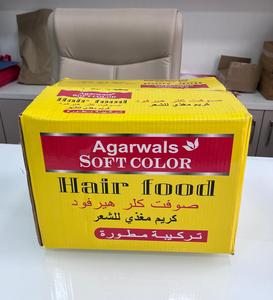 Agarwals
SOFT COLOR
Hair food
صوفت كلر هيرفود
كريم مغذي للشعر
تركيبة مطورة